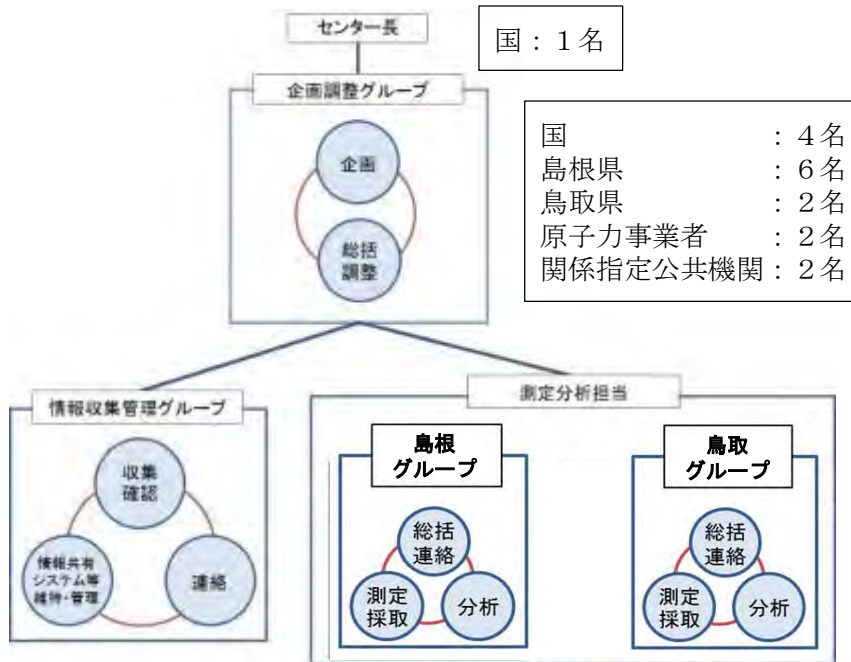 センター長
国：１名
企画調整グループ
企画
総括
調整
国：４名
島根県：６名
鳥取県：２名
原子力事業者：２名
関係指定公共機関：２名
情報収集管理グループ
収集
確認
情報共有
システム等
維持・管理
連絡
測定分析担当
島根
グループ
総括
連絡
測定
採取
分析
鳥取
グループ
総括
連絡
測定
採取
分析